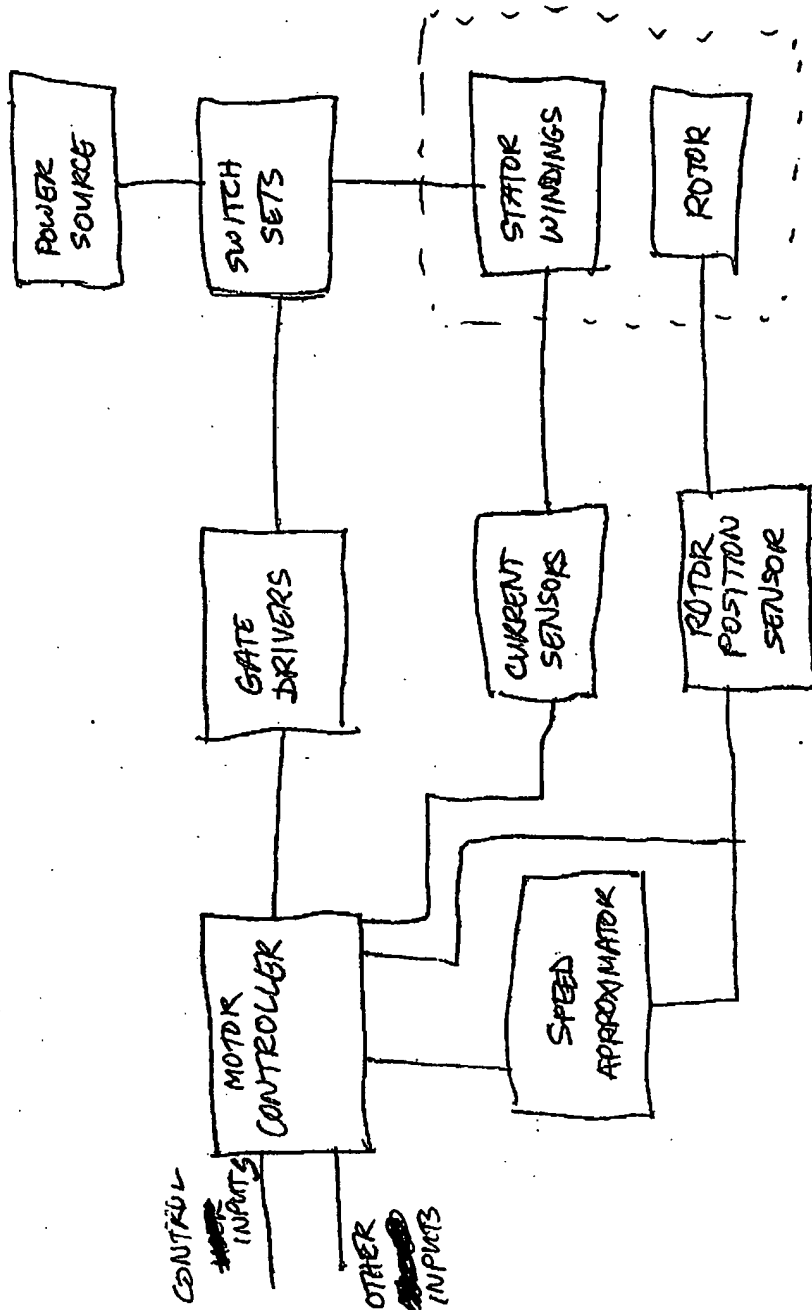 POWER
SOURCE
SWITCH
SETS
STATOR
WINDINGS
ROTOR
GATE
DRIVERS
CURRENT
SENSORS
ROTOR
POSITION
SENSOR
MOTOR
CONTROLLER
SPEED
APPROXIMATOR
CONTROL
INPUTS
OTHER
INPUTS